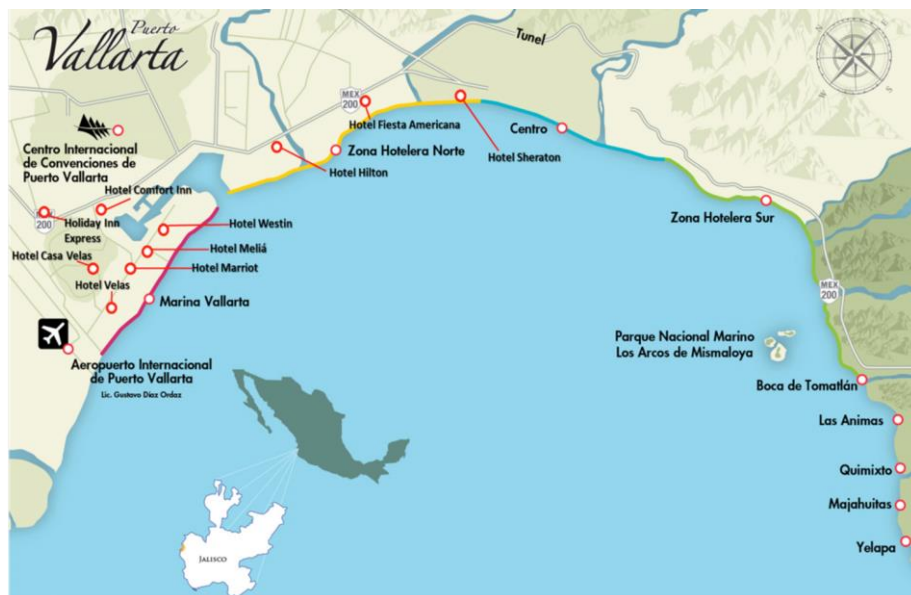 Puerto
Vallarta
Tunel
N
E
W
S
MEX
200
Hotel Fiesta Americana
Centro
Centro Internacional
de Convenciones de
Puerto Vallarta
Zona Hotelera Norte
Hotel Sheraton
Hotel Hilton
Hotel Comfort Inn
MEX
200
Holiday Inn
Express
Hotel Westin
Zona Hotelera Sur
Hotel Casa Velas
Hotel Meliá
Hotel Marriot
Hotel Velas
Marina Vallarta
MEX
200
Parque Nacional Marino
Los Arcos de Mismaloya
Aeropuerto Internacional
de Puerto Vallarta
Lic. Gustavo Díaz Ordaz
Boca de Tomatlán
Las Animas
Quimixto
Majahuitas
Yelapa
Jalisco